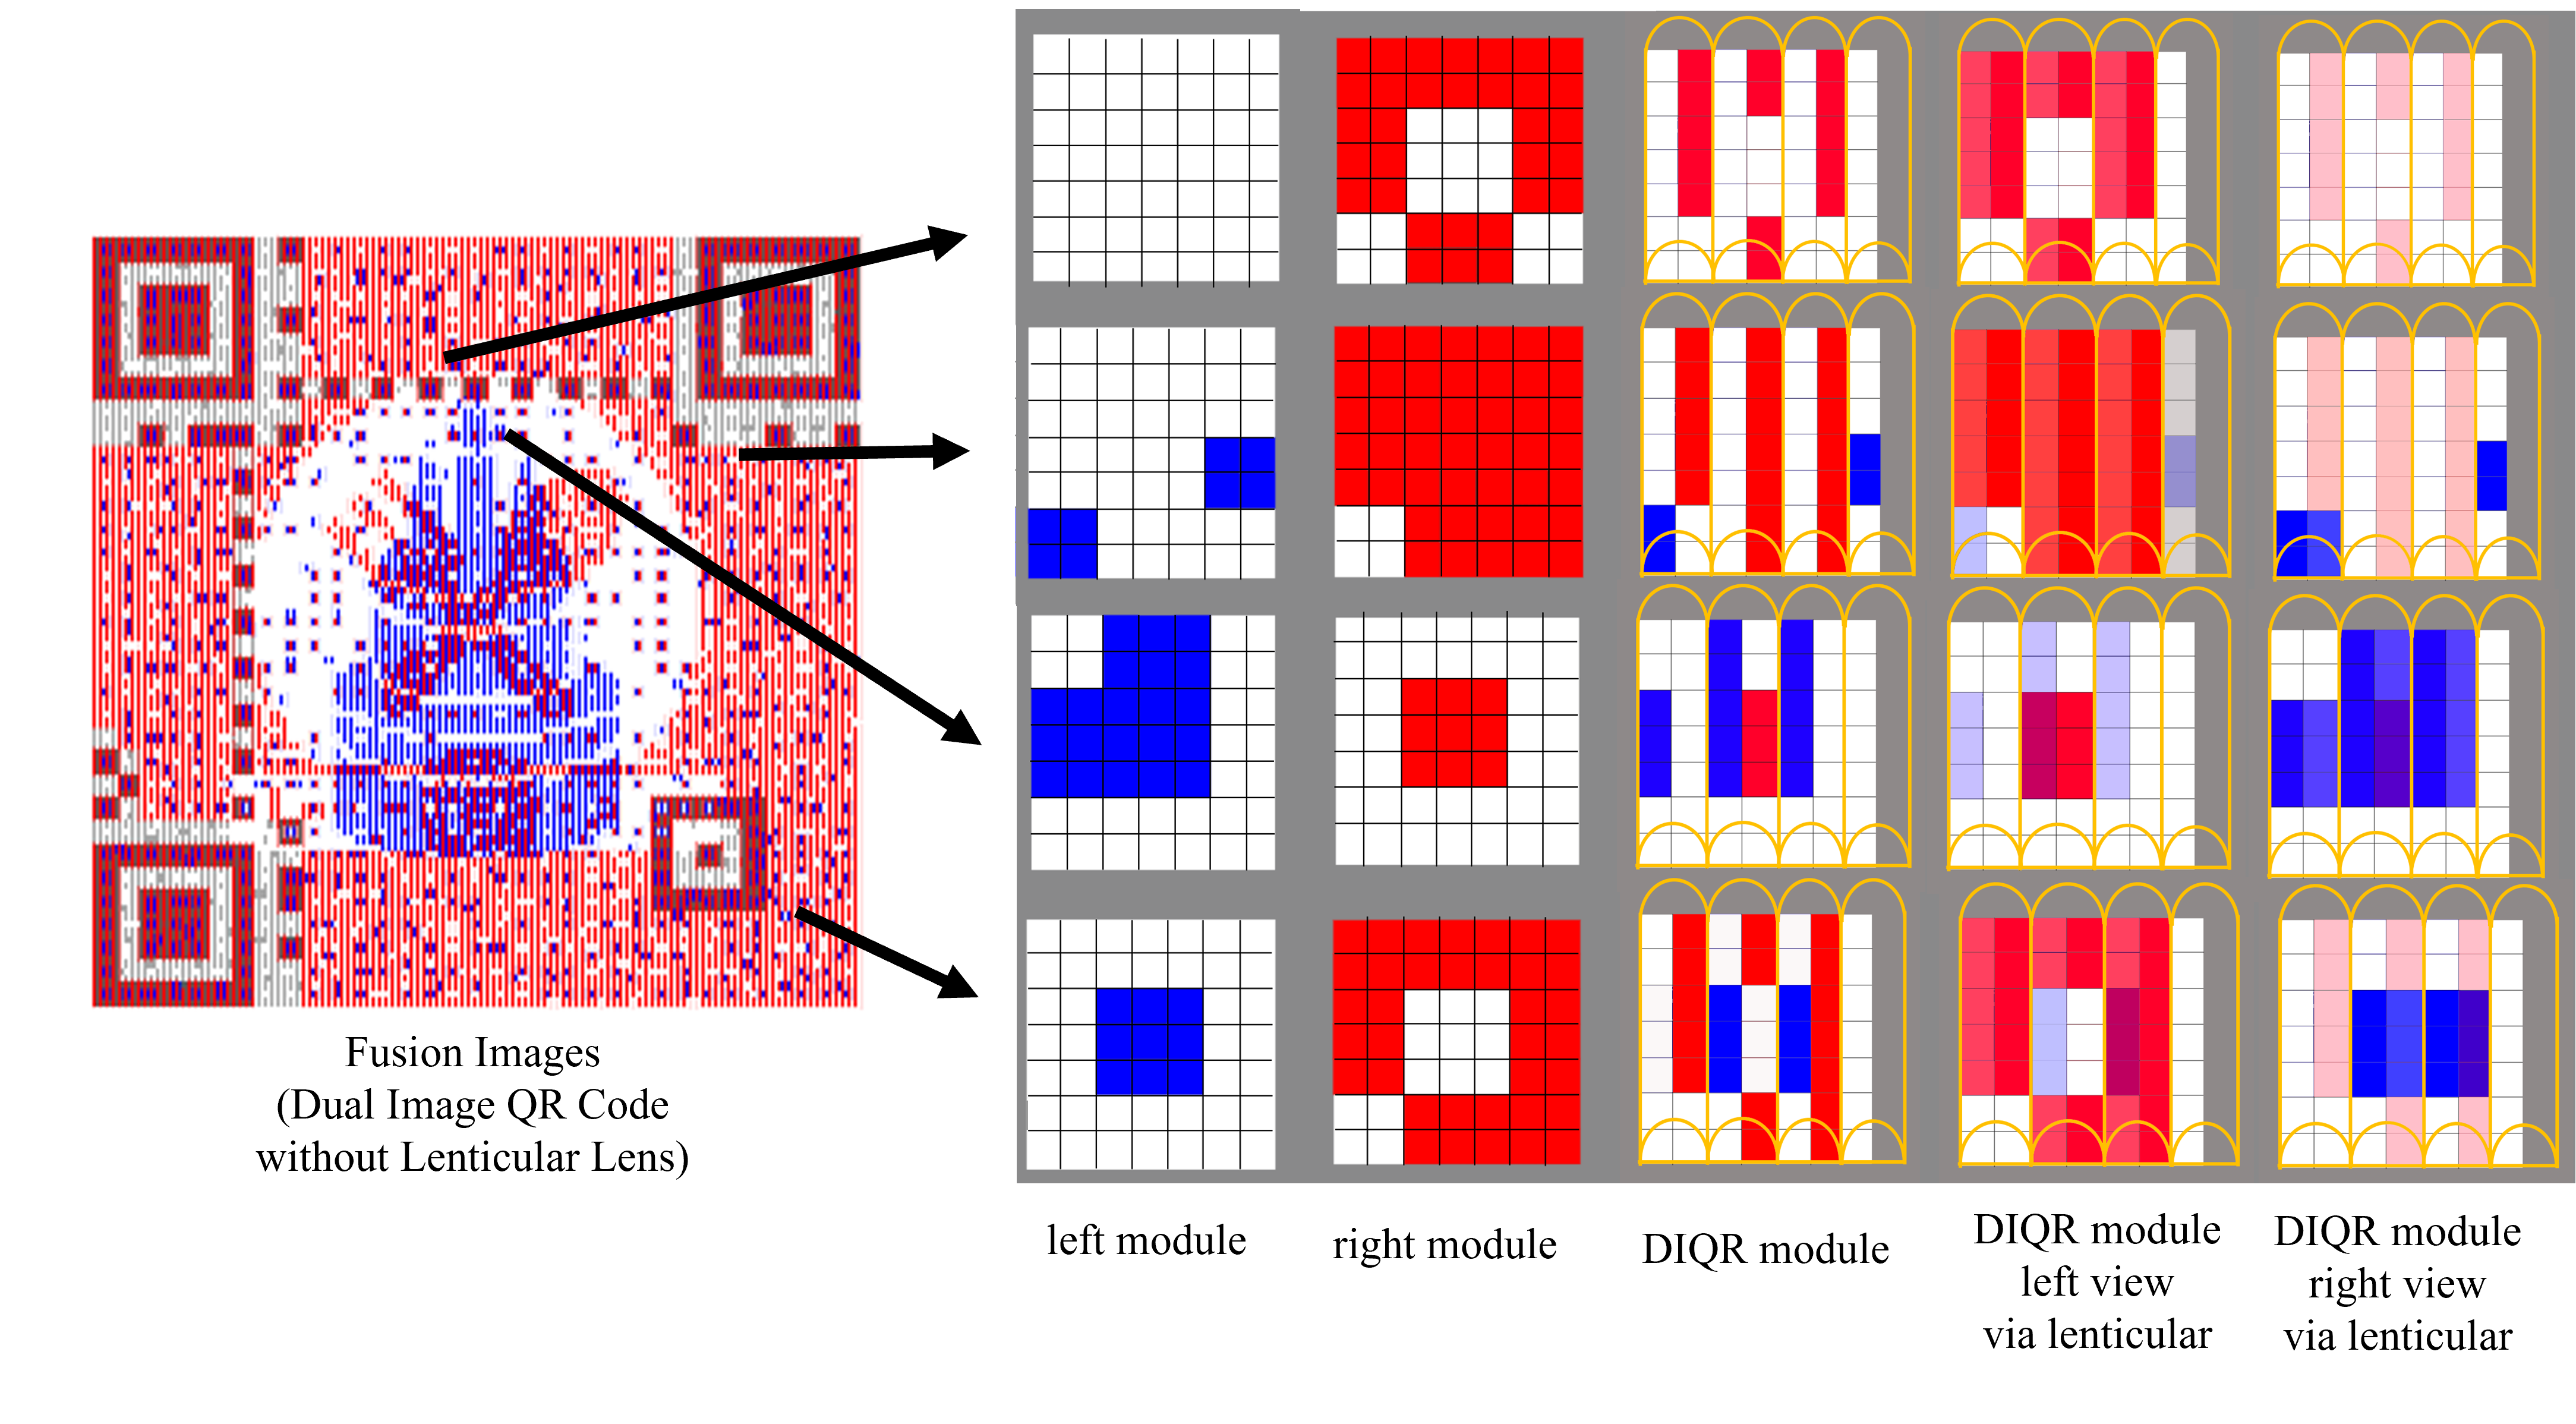 Fusion Images
(Dual Image QR Code
without Lenticular Lens)
left module
right module
DIQR module
DIQR module
left view
via lenticular
DIQR module
right view
via lenticular